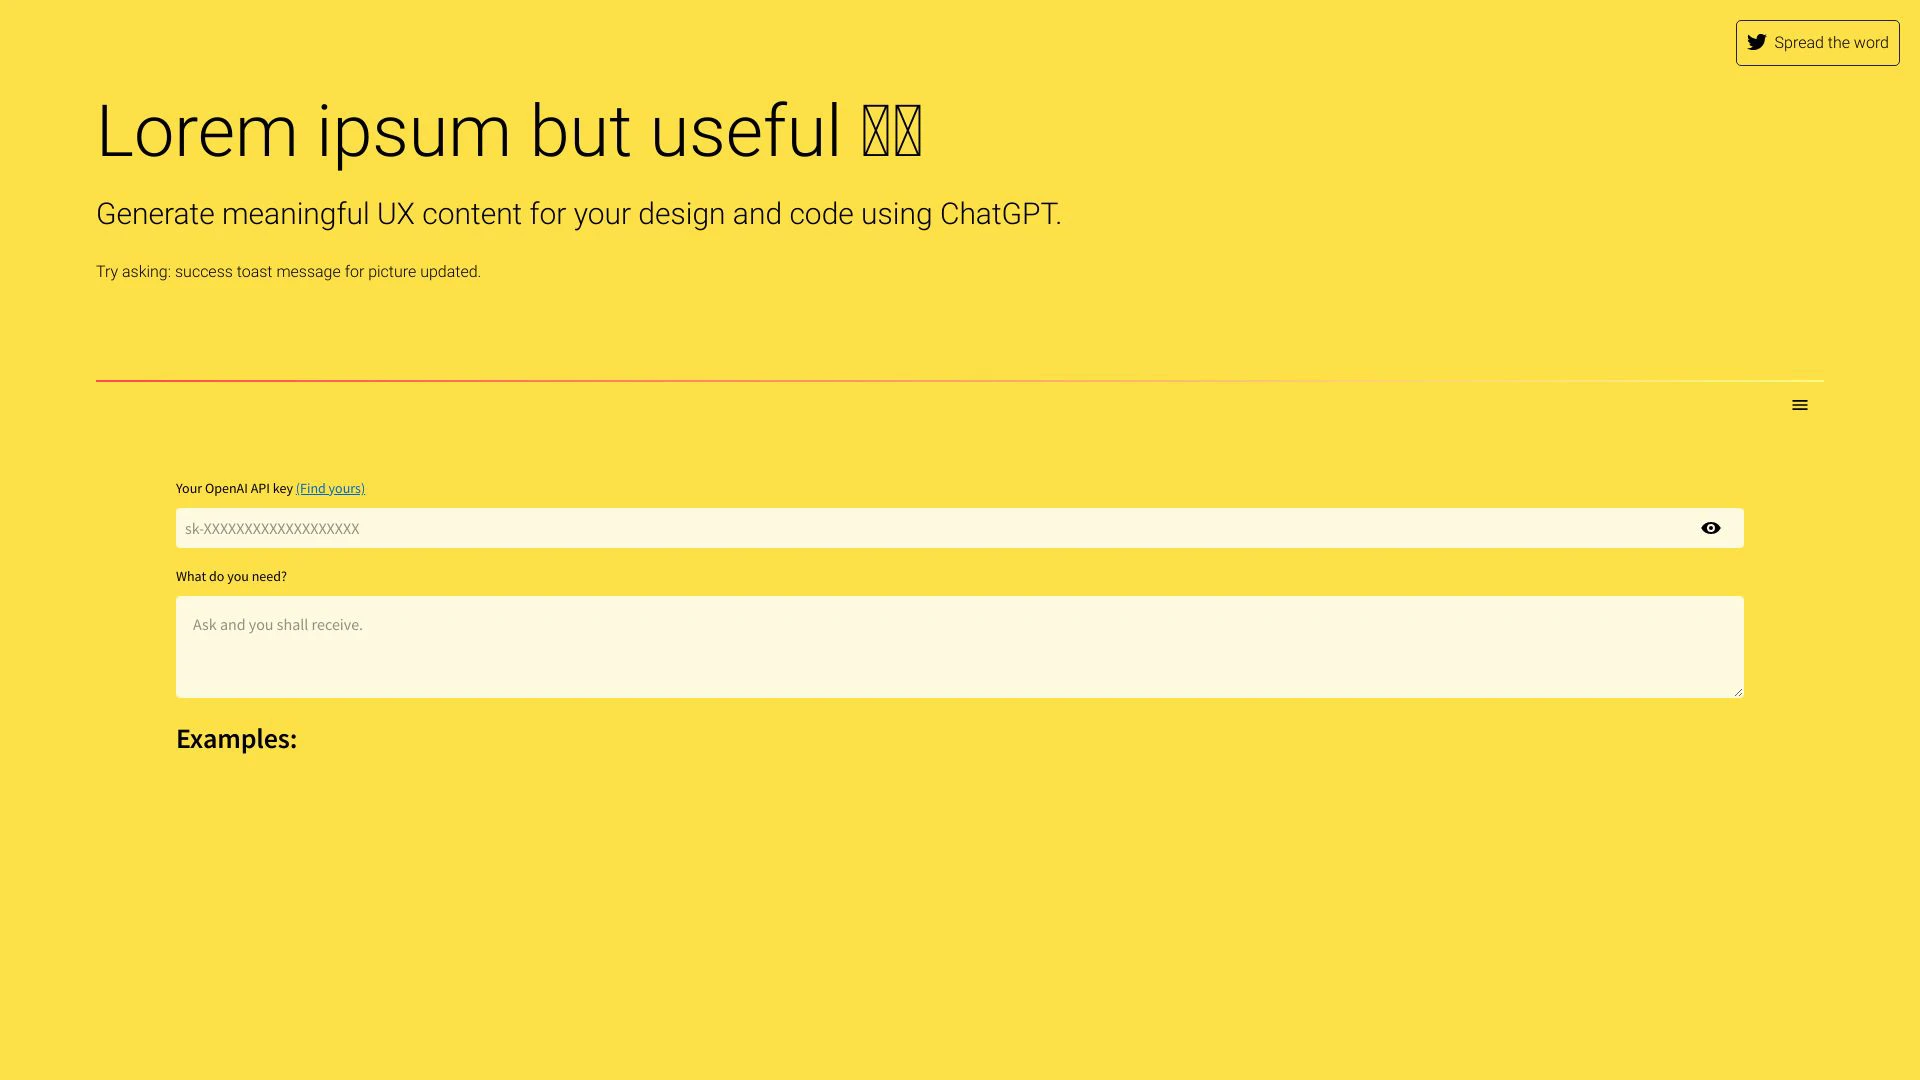 Spread the word
Lorem ipsum but useful
Generate meaningful UX content for your design and code using ChatGPT.
Try asking: success toast message for picture updated.
Your OpenAI API key (Find yours)
sk-XXXXXXXXXXXXXXXXXXX
What do you need?
Ask and you shall receive.
Examples: